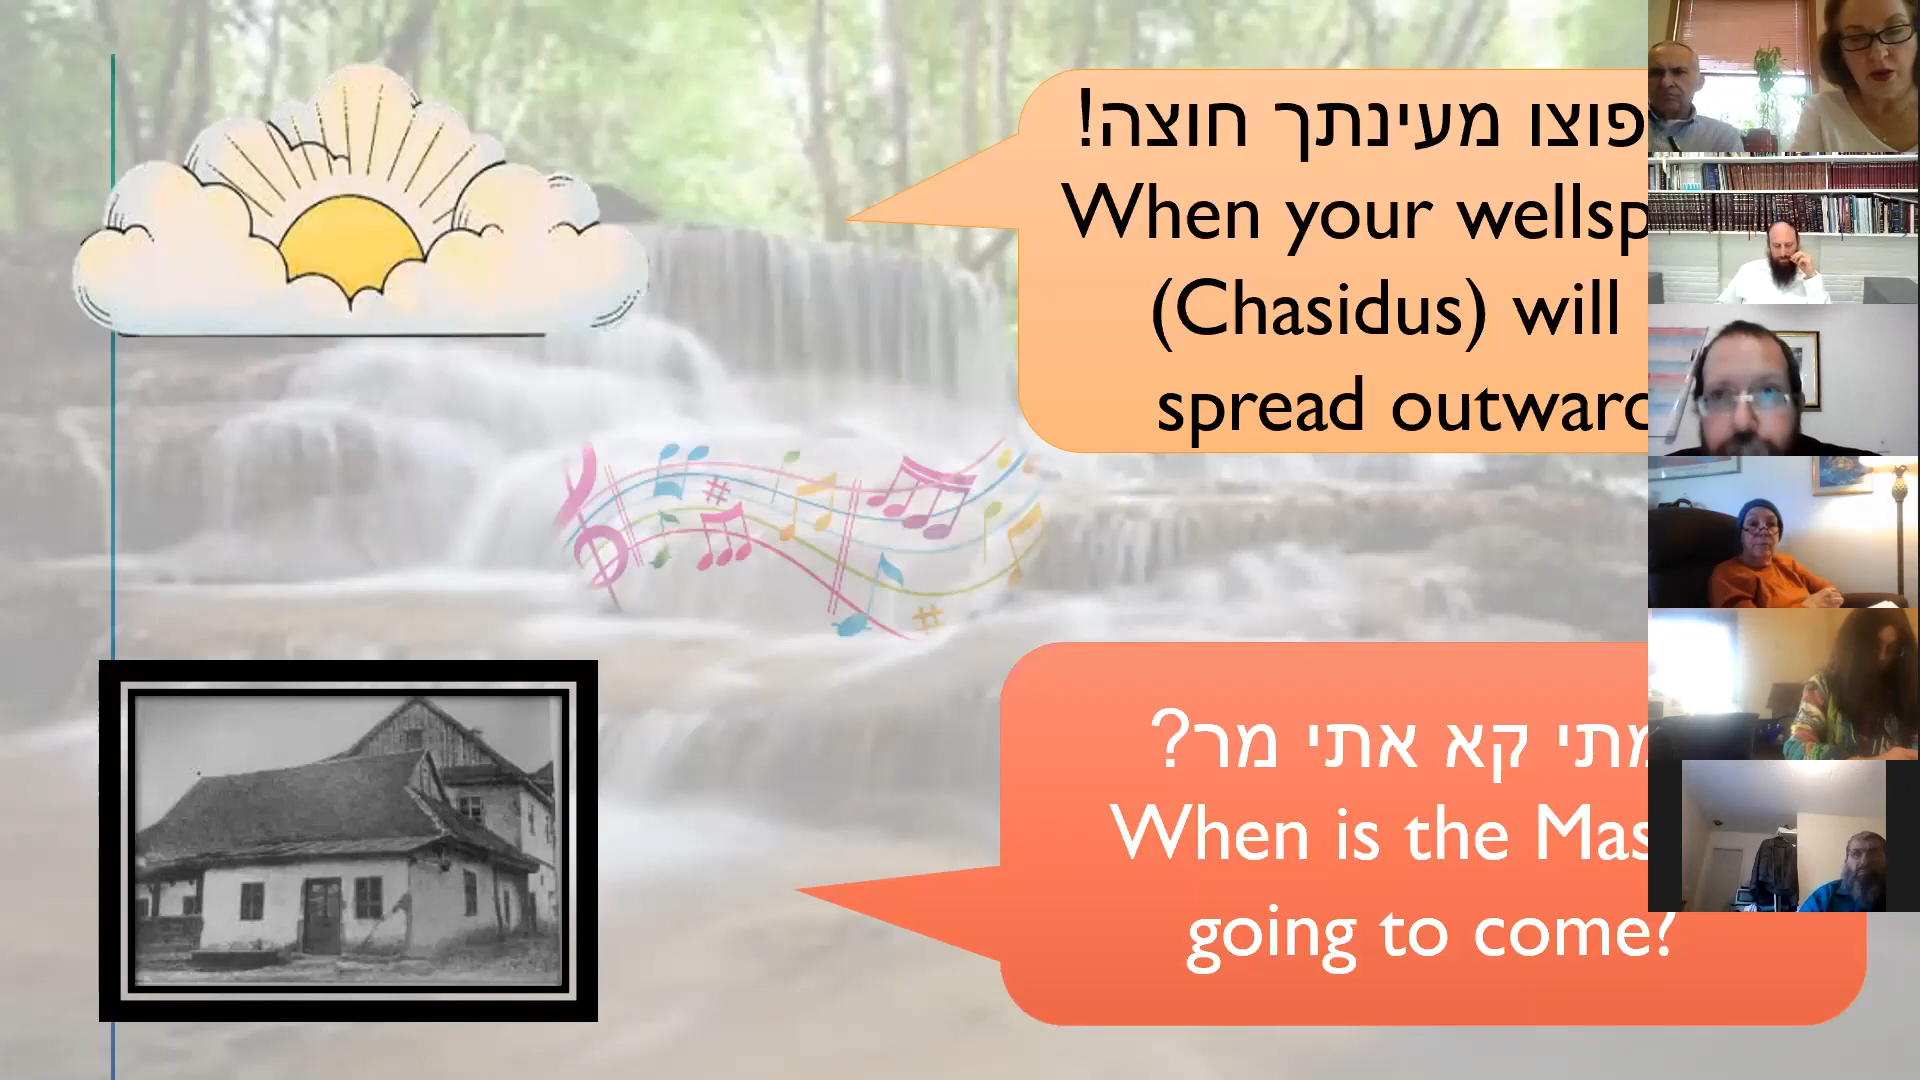 פוצו מעינתך חוצה!
When your wellsp
(Chasidus) will
spread outward
מתי קא אתי מר?
When is the Mas
going to come?